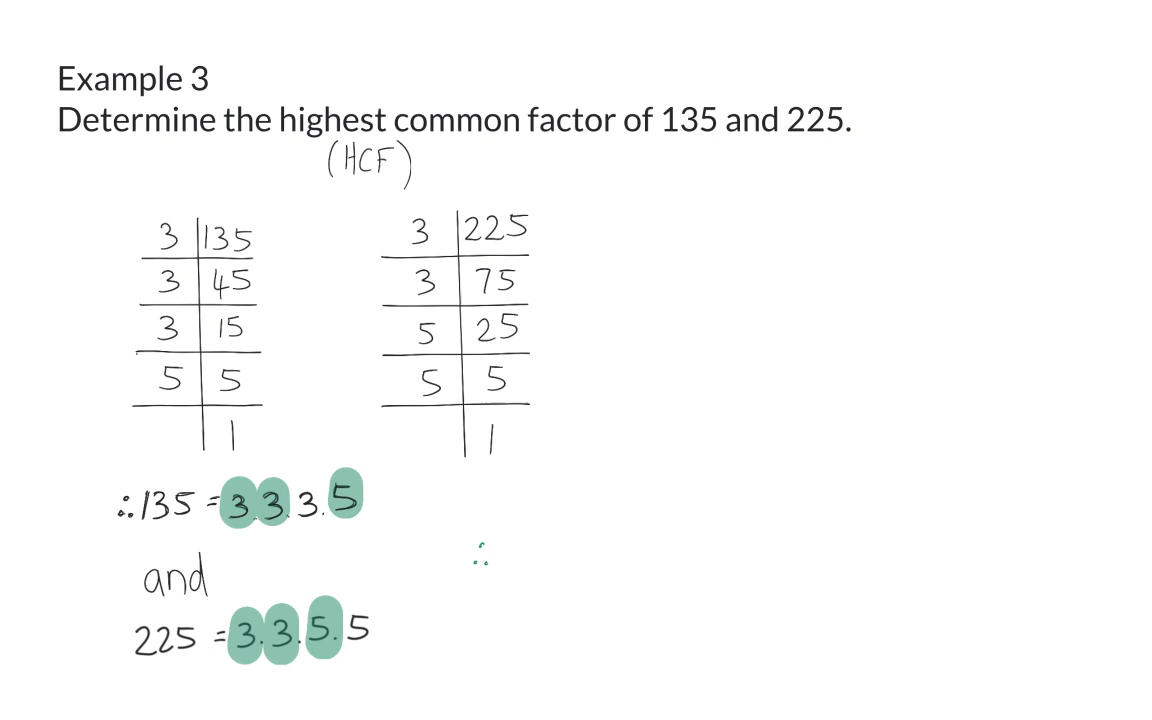 Example 3
Determine the highest common factor of 135 and 225.
(HCF)
3 135
3 45
3 15
5 5
1
3 225
3 75
5 25
5 5
1
∴135 = 3.3.3.5
and
225 = 3.3.5.5
∴